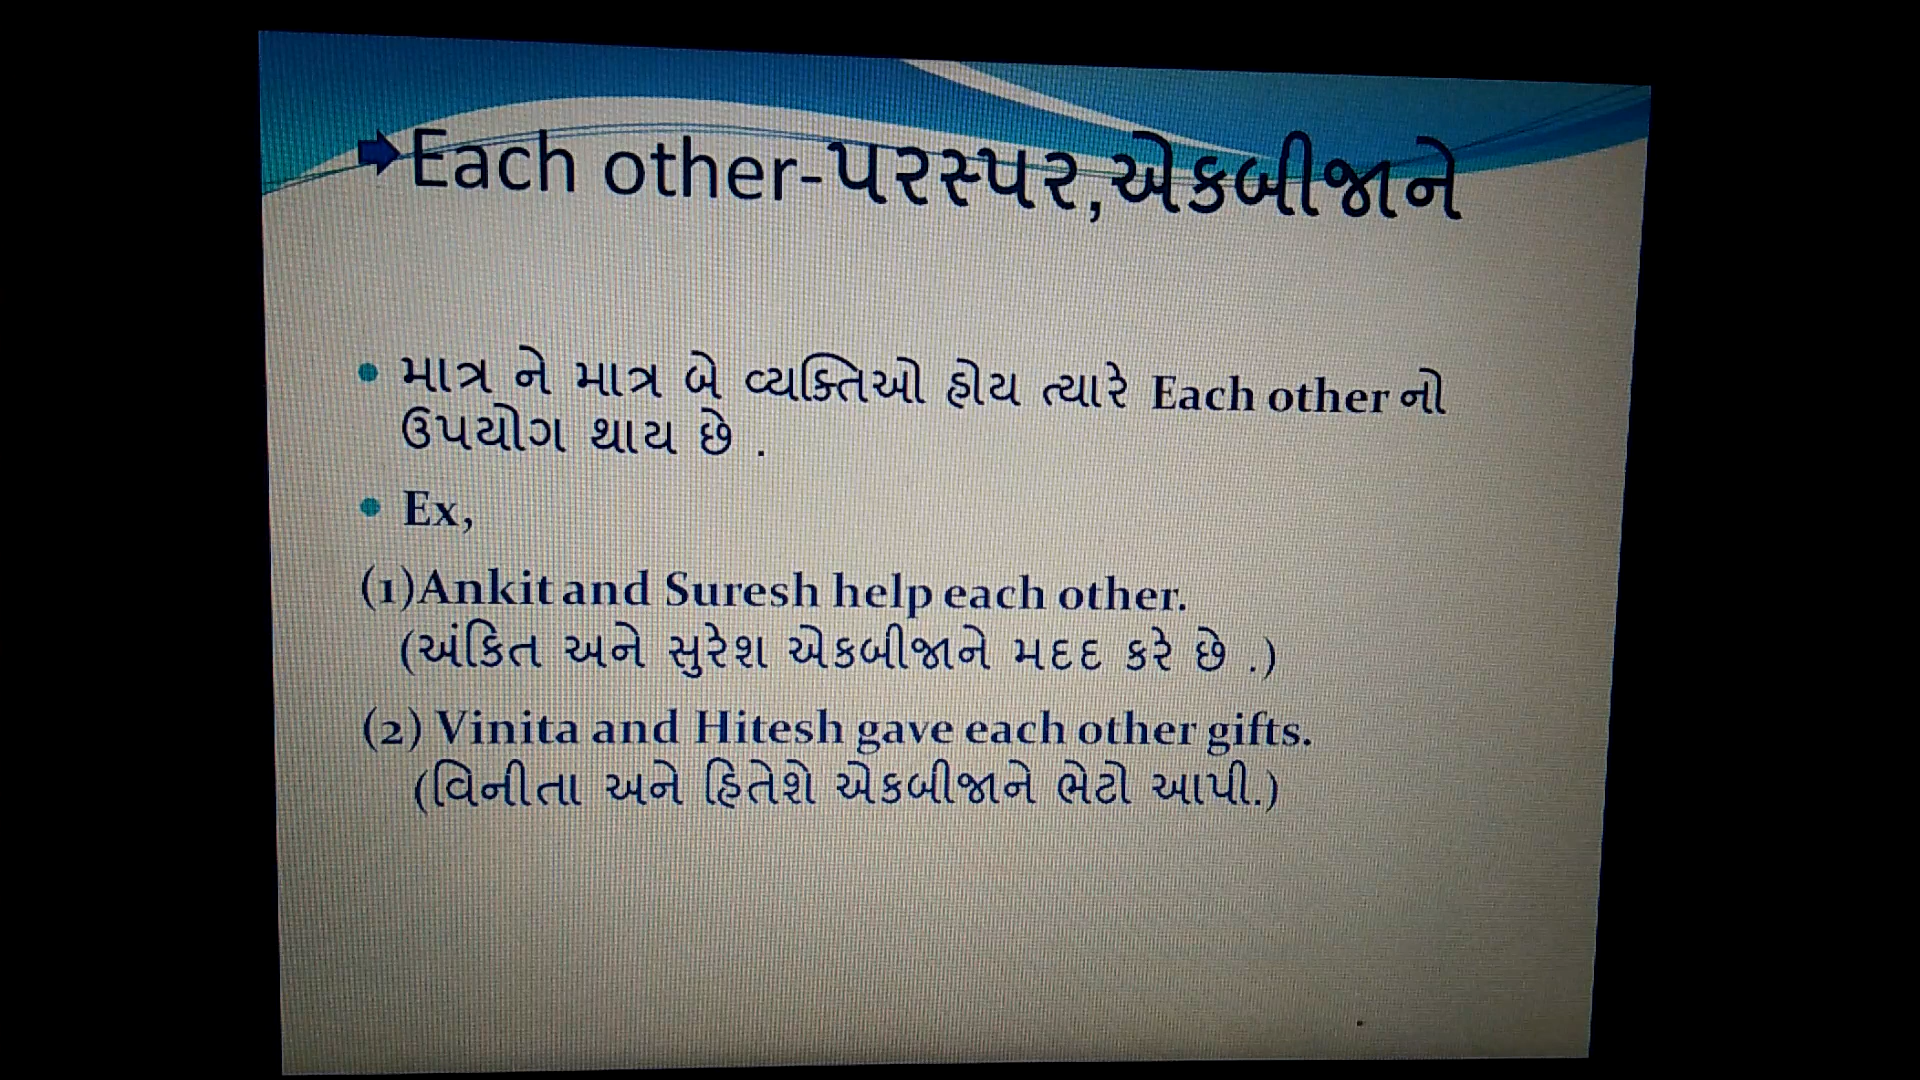 Each other-પરસ્પર,એકબીજાને
• માત્ર ને માત્ર બે વ્યક્તિઓ હોય ત્યારે Each other નો
ઉપયોગ થાય છે .
• Ex,
(1)Ankit and Suresh help each other.
(અંકિત અને સુરેશ એકબીજાને મદદ કરે છે .)
(2) Vinita and Hitesh gave each other gifts.
(વિનીતા અને હિતેશે એકબીજાને ભેટો આપી.)